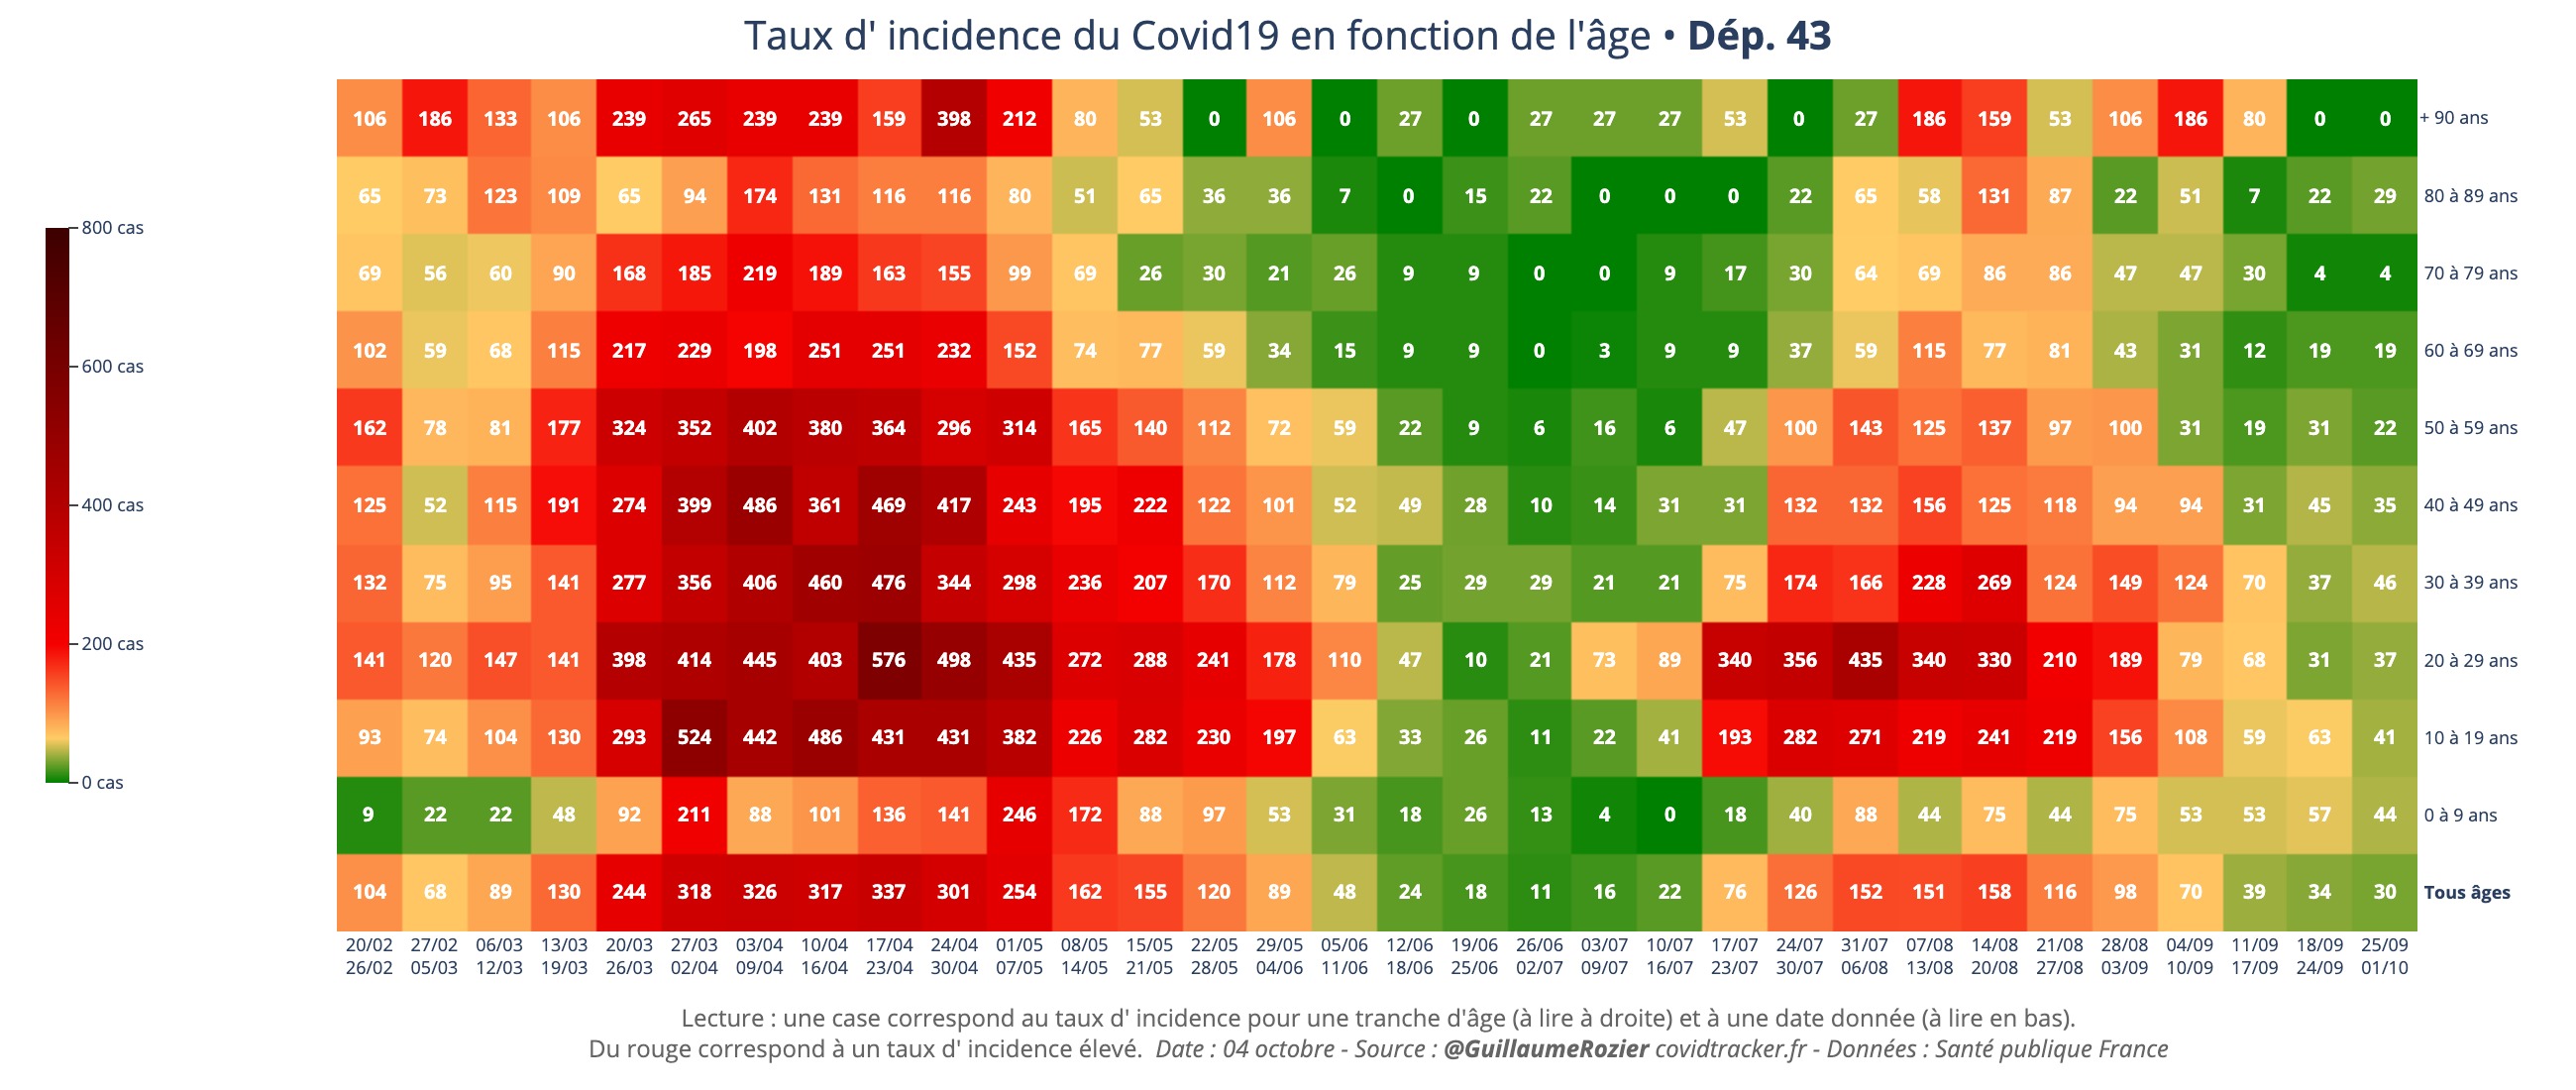 Taux d' incidence du Covid19 en fonction de l'âge • Dép. 43
106 186 133 106 239 265 239 239 159 398 212 80 53 0 106 0 27 0 27 27 27 53 0 27 186 159 53 106 186 80 0 0 + 90 ans
65 73 123 109 65 94 174 131 116 116 80 51 65 36 36 7 0 15 22 0 0 0 22 65 58 131 87 22 51 7 22 29 80 à 89 ans
800 cas
69 56 60 90 168 185 219 189 163 155 99 69 26 30 21 26 9 9 0 0 9 17 30 64 69 86 86 47 47 30 4 4 70 à 79 ans
600 cas
102 59 68 115 217 229 198 251 251 232 152 74 77 59 34 15 9 9 0 3 9 9 37 59 115 77 81 43 31 12 19 19 60 à 69 ans
162 78 81 177 324 352 402 380 364 296 314 165 140 112 72 59 22 9 6 16 6 47 100 143 125 137 97 100 31 19 31 22 50 à 59 ans
400 cas
125 52 115 191 274 399 486 361 469 417 243 195 222 122 101 52 49 28 10 14 31 31 132 132 156 125 118 94 94 31 45 35 40 à 49 ans
132 75 95 141 277 356 406 460 476 344 298 236 207 170 112 79 25 29 29 21 21 75 174 166 228 269 124 149 124 70 37 46 30 à 39 ans
200 cas
141 120 147 141 398 414 445 403 576 498 435 272 288 241 178 110 47 10 21 73 89 340 356 435 340 330 210 189 79 68 31 37 20 à 29 ans
93 74 104 130 293 524 442 486 431 431 382 226 282 230 197 63 33 26 11 22 41 193 282 271 219 241 219 156 108 59 63 41 10 à 19 ans
0 cas
9 22 22 48 92 211 88 101 136 141 246 172 88 97 53 31 18 26 13 4 0 18 40 88 44 75 44 75 53 53 57 44 0 à 9 ans
104 68 89 130 244 318 326 317 337 301 254 162 155 120 89 48 24 18 11 16 22 76 126 152 151 158 116 98 70 39 34 30 Tous âges
20/02 27/02 06/03 13/03 20/03 27/03 03/04 10/04 17/04 24/04 01/05 08/05 15/05 22/05 29/05 05/06 12/06 19/06 26/06 03/07 10/07 17/07 24/07 31/07 07/08 14/08 21/08 28/08 04/09 11/09 18/09 25/09
26/02 05/03 12/03 19/03 26/03 02/04 09/04 16/04 23/04 30/04 07/05 14/05 21/05 28/05 04/06 11/06 18/06 25/06 02/07 09/07 16/07 23/07 30/07 06/08 13/08 20/08 27/08 03/09 10/09 17/09 24/09 01/10
Lecture : une case correspond au taux d' incidence pour une tranche d'âge (à lire à droite) et à une date donnée (à lire en bas).
Du rouge correspond à un taux d' incidence élevé. Date : 04 octobre - Source : @GuillaumeRozier covidtracker.fr - Données : Santé publique France